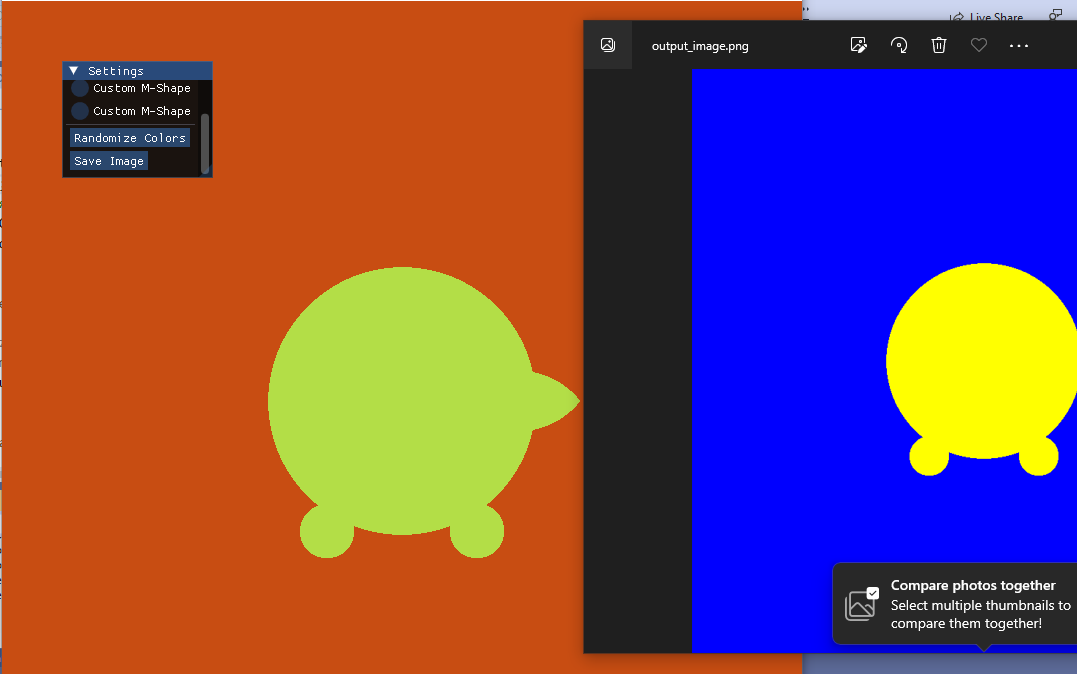 Live Share
output_image.png
Settings
Custom M-Shape
Custom M-Shape
Randomize Colors
Save Image
Compare photos together
Select multiple thumbnails to
compare them together!